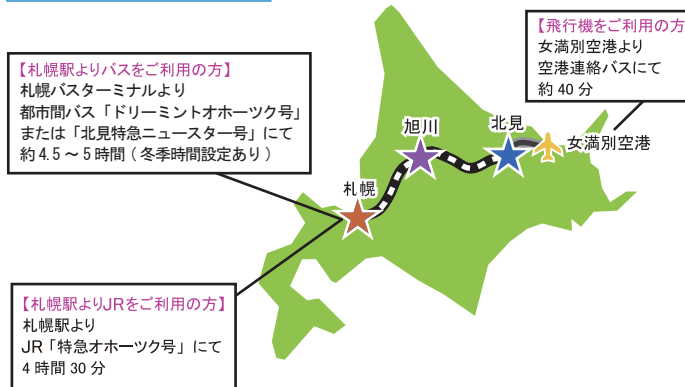 【飛行機をご利用の方】
女満別空港より
空港連絡バスにて
約40分
【札幌駅よりバスをご利用の方】
札幌バスターミナルより
都市間バス「ドリーミントオホーツク号」
または「北見特急ニュースター号」にて
約4.5～5時間(冬季時間設定あり)
旭川
北見
女満別空港
札幌
【札幌駅よりJRをご利用の方】
札幌駅より
JR「特急オホーツク号」にて
4時間30分